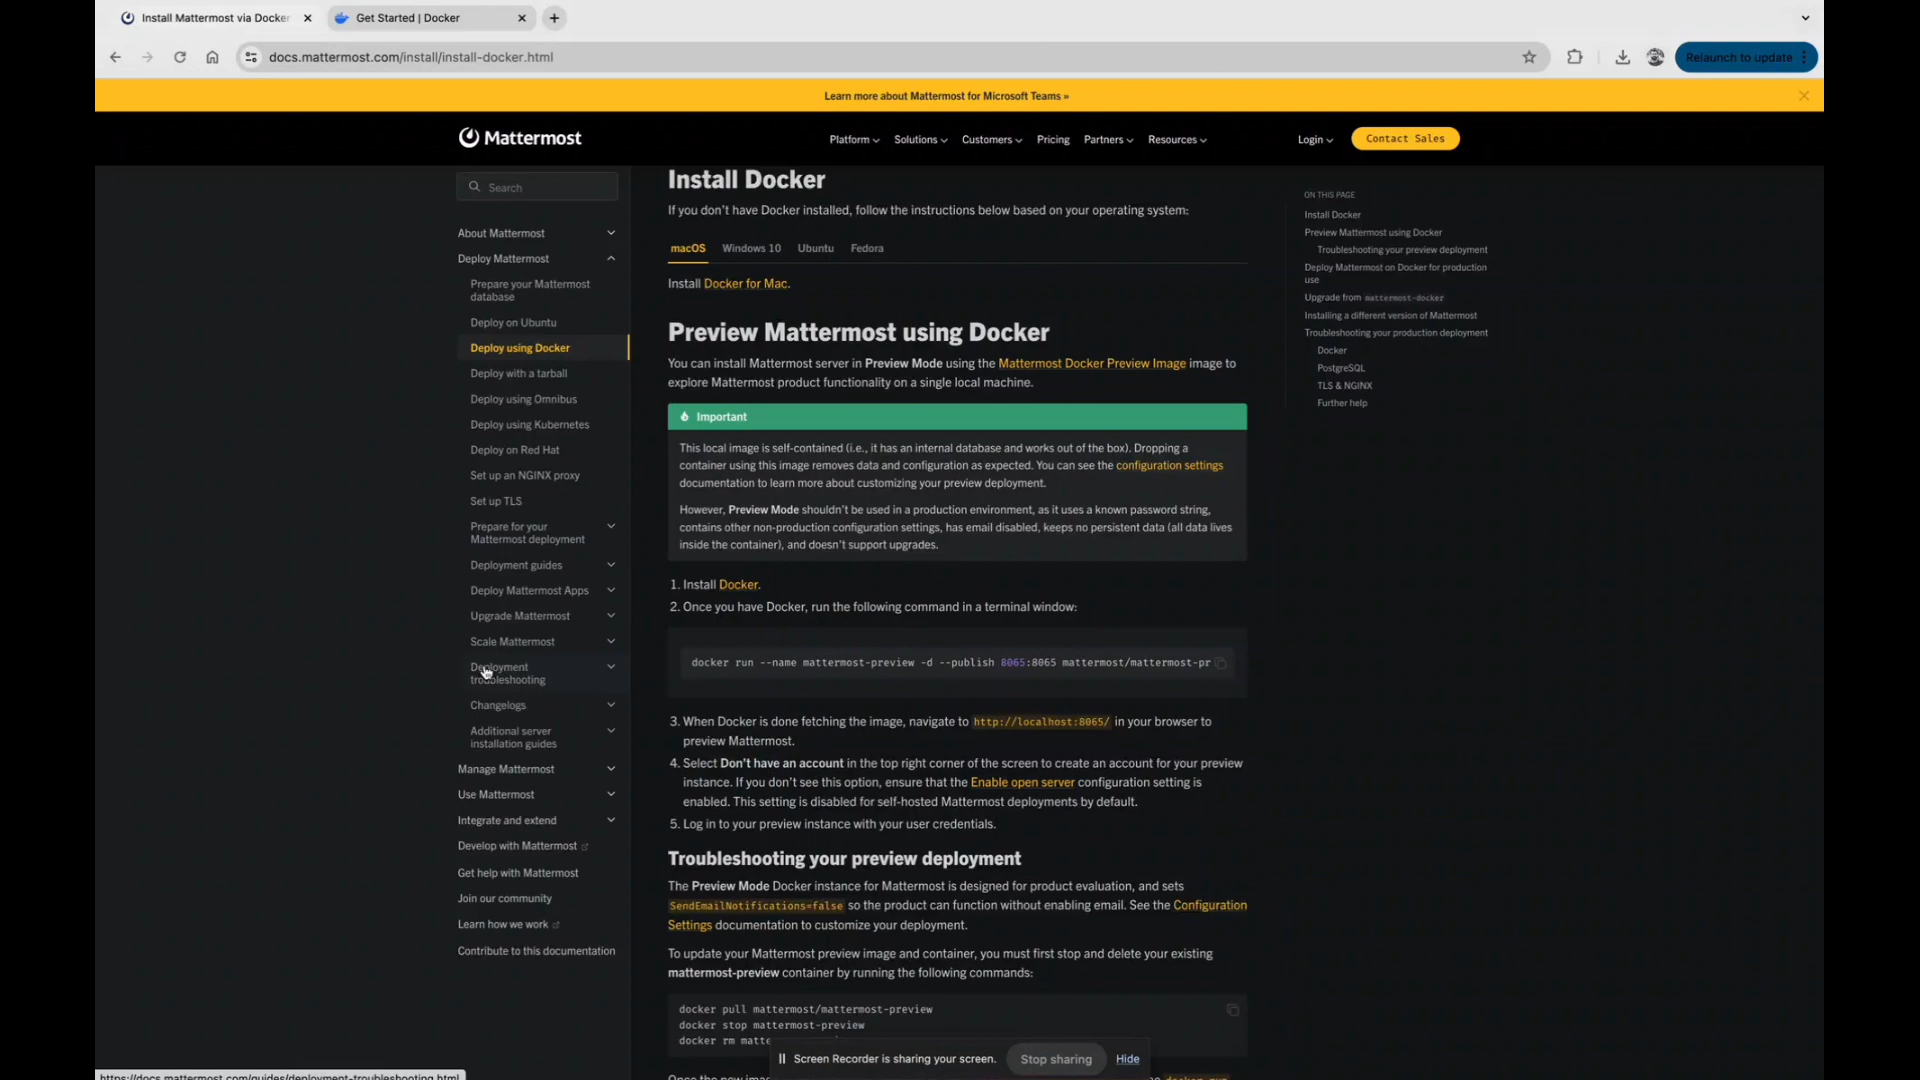 Install Mattermost via Docker
Get Started | Docker
docs.mattermost.com/install/install-docker.html
Relaunch to update
Learn more about Mattermost for Microsoft Teams »
Mattermost
Platform
Solutions
Customers
Pricing
Partners
Resources
Login
Contact Sales
Search
About Mattermost
Deploy Mattermost
Prepare your Mattermost
database
Deploy on Ubuntu
Deploy using Docker
Deploy with a tarball
Deploy using Omnibus
Deploy using Kubernetes
Deploy on Red Hat
Set up an NGINX proxy
Set up TLS
Prepare for your
Mattermost deployment
Deployment guides
Deploy Mattermost Apps
Upgrade Mattermost
Scale Mattermost
Deployment
troubleshooting
Changelogs
Additional server
installation guides
Manage Mattermost
Use Mattermost
Integrate and extend
Develop with Mattermost
Get help with Mattermost
Join our community
Learn how we work
Contribute to this documentation
Install Docker
If you don't have Docker installed, follow the instructions below based on your operating system:
macOS Windows 10 Ubuntu Fedora
Install Docker for Mac.
Preview Mattermost using Docker
You can install Mattermost server in Preview Mode using the Mattermost Docker Preview Image image to
explore Mattermost product functionality on a single local machine.
Important
This local image is self-contained (i.e., it has an internal database and works out of the box). Dropping a
container using this image removes data and configuration as expected. You can see the configuration settings
documentation to learn more about customizing your preview deployment.
However, Preview Mode shouldn't be used in a production environment, as it uses a known password string,
contains other non-production configuration settings, has email disabled, keeps no persistent data (all data lives
inside the container), and doesn't support upgrades.
1. Install Docker.
2. Once you have Docker, run the following command in a terminal window:
docker run --name mattermost-preview -d --publish 8065:8065 mattermost/mattermost-pr
3. When Docker is done fetching the image, navigate to http://localhost:8065/ in your browser to
preview Mattermost.
4. Select Don't have an account in the top right corner of the screen to create an account for your preview
instance. If you don't see this option, ensure that the Enable open server configuration setting is
enabled. This setting is disabled for self-hosted Mattermost deployments by default.
5. Log in to your preview instance with your user credentials.
Troubleshooting your preview deployment
The Preview Mode Docker instance for Mattermost is designed for product evaluation, and sets
SendEmailNotifications=false so the product can function without enabling email. See the Configuration
Settings documentation to customize your deployment.
To update your Mattermost preview image and container, you must first stop and delete your existing
mattermost-preview container by running the following commands:
docker pull mattermost/mattermost-preview
docker stop mattermost-preview
docker rm matte
Once the new imag
docker run
ON THIS PAGE
Install Docker
Preview Mattermost using Docker
Troubleshooting your preview deployment
Deploy Mattermost on Docker for production
use
Upgrade from mattermost-docker
Installing a different version of Mattermost
Troubleshooting your production deployment
Docker
PostgreSQL
TLS & NGINX
Further help
Screen Recorder is sharing your screen.
Stop sharing
Hide
https://docs.mattermost.com/guides/deployment-troubleshooting.html